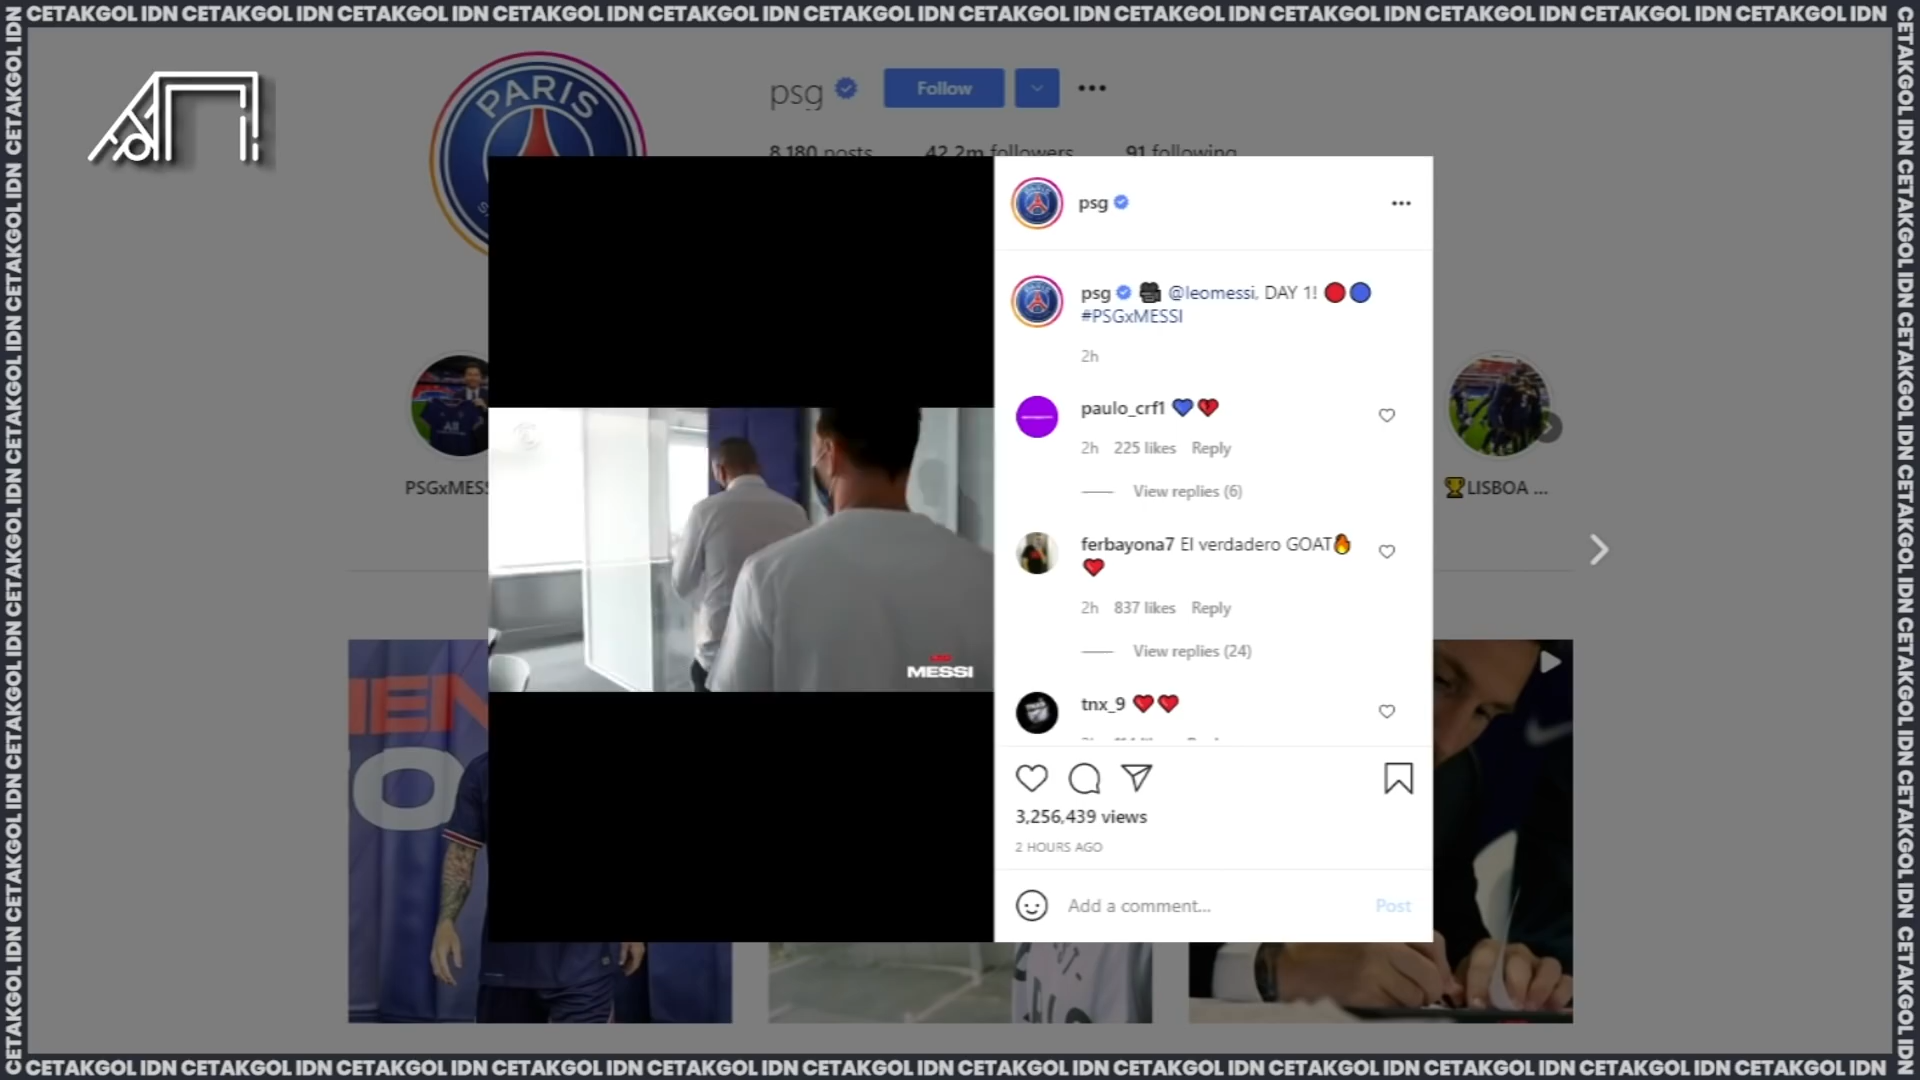 CETAKGOL IDN CETAKGOL IDN CETAKGOL IDN CETAKGOL IDN CETAKGOL IDN CETAKGOL IDN CETAKGOL IDN CETAKGOL IDN CETAKGOL IDN CETAKGOL IDN CETAKGOL IDN CETAKGOL IDN
PARIS
psg
Follow
8,180 posts 42.2m followers 91 following
psg
psg @leomessi, DAY 1! 🔴🔵
#PSGxMESSI
2h
paulo_crf1 💙❤️
2h 225 likes Reply
View replies (6)
ferbayona7 El verdadero GOAT🔥
❤️
2h 837 likes Reply
View replies (24)
tnx_9 ❤️❤️
3,256,439 views
2 HOURS AGO
Add a comment... Post
PSGxMESS
🏆LISBOA ...
MESSI
CETAKGOL IDN CETAKGOL IDN CETAKGOL IDN CETAKGOL IDN CETAKGOL IDN CETAKGOL IDN CETAKGOL IDN CETAKGOL IDN CETAKGOL IDN CETAKGOL IDN CETAKGOL IDN CETAKGOL IDN